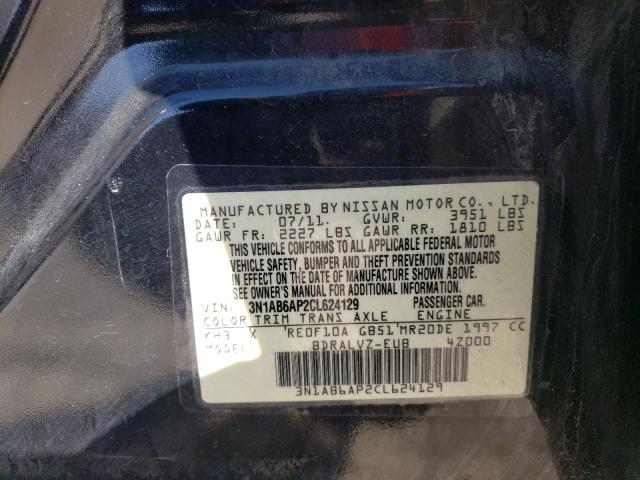 MANUFACTURED BY NISSAN MOTOR CO., LTD.
DATE: 07/11. GVWR: 3951 LBS
GAWR FR: 2227 LBS GAWR RR: 1810 LBS
THIS VEHICLE CONFORMS TO ALL APPLICABLE FEDERAL MOTOR
VEHICLE SAFETY, BUMPER AND THEFT PREVENTION STANDARDS
IN EFFECT ON THE DATE OF MANUFACTURE SHOWN ABOVE.
SEE OWNER'S MANUAL FOR ADDITIONAL INFORMATION.
VIN: 3N1AB6AP2CL624129 PASSENGER CAR.
COLOR TRIM TRANS AXLE ENGINE
KH3 X RE0F10A GB51 MR20DE 1997 CC
MODEL: BDRALVZ-EUB 4Z000
3N1AB6AP2CL624129